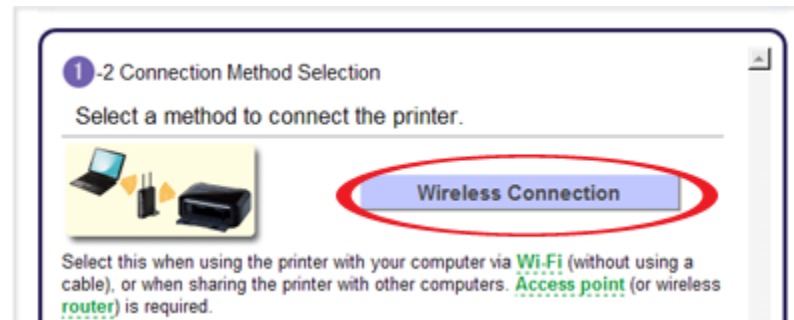 1-2 Connection Method Selection
Select a method to connect the printer.
Wireless Connection
Select this when using the printer with your computer via Wi-Fi (without using a
cable), or when sharing the printer with other computers. Access point (or wireless
router) is required.